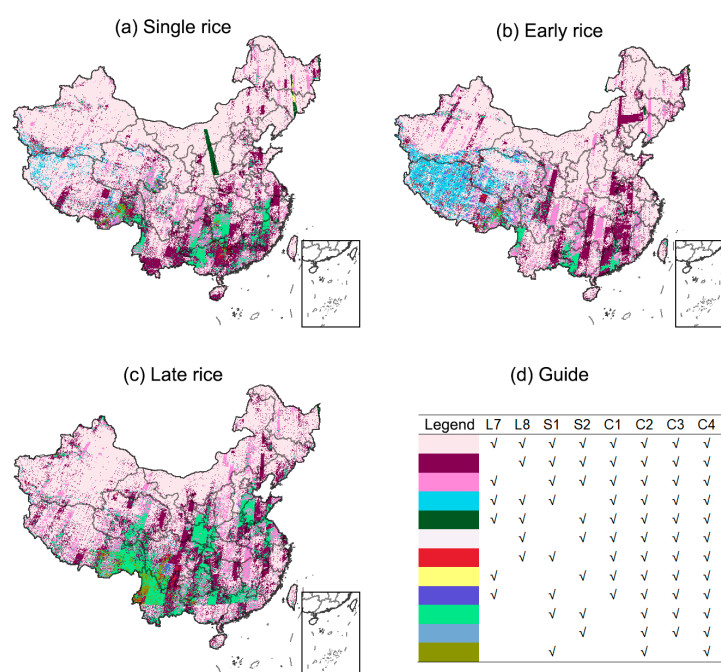 (a) Single rice
(b) Early rice
(c) Late rice
(d) Guide
Legend L7 L8 S1 S2 C1 C2 C3 C4
√ √ √ √ √ √ √ √
√ √ √ √ √ √ √
√ √ √ √ √ √ √
√ √ √ √ √ √ √
√ √ √ √ √ √ √
√ √ √ √ √ √
√ √ √ √ √ √
√ √ √ √ √ √
√ √ √ √ √ √
√ √ √ √ √
√ √ √ √
√ √ √